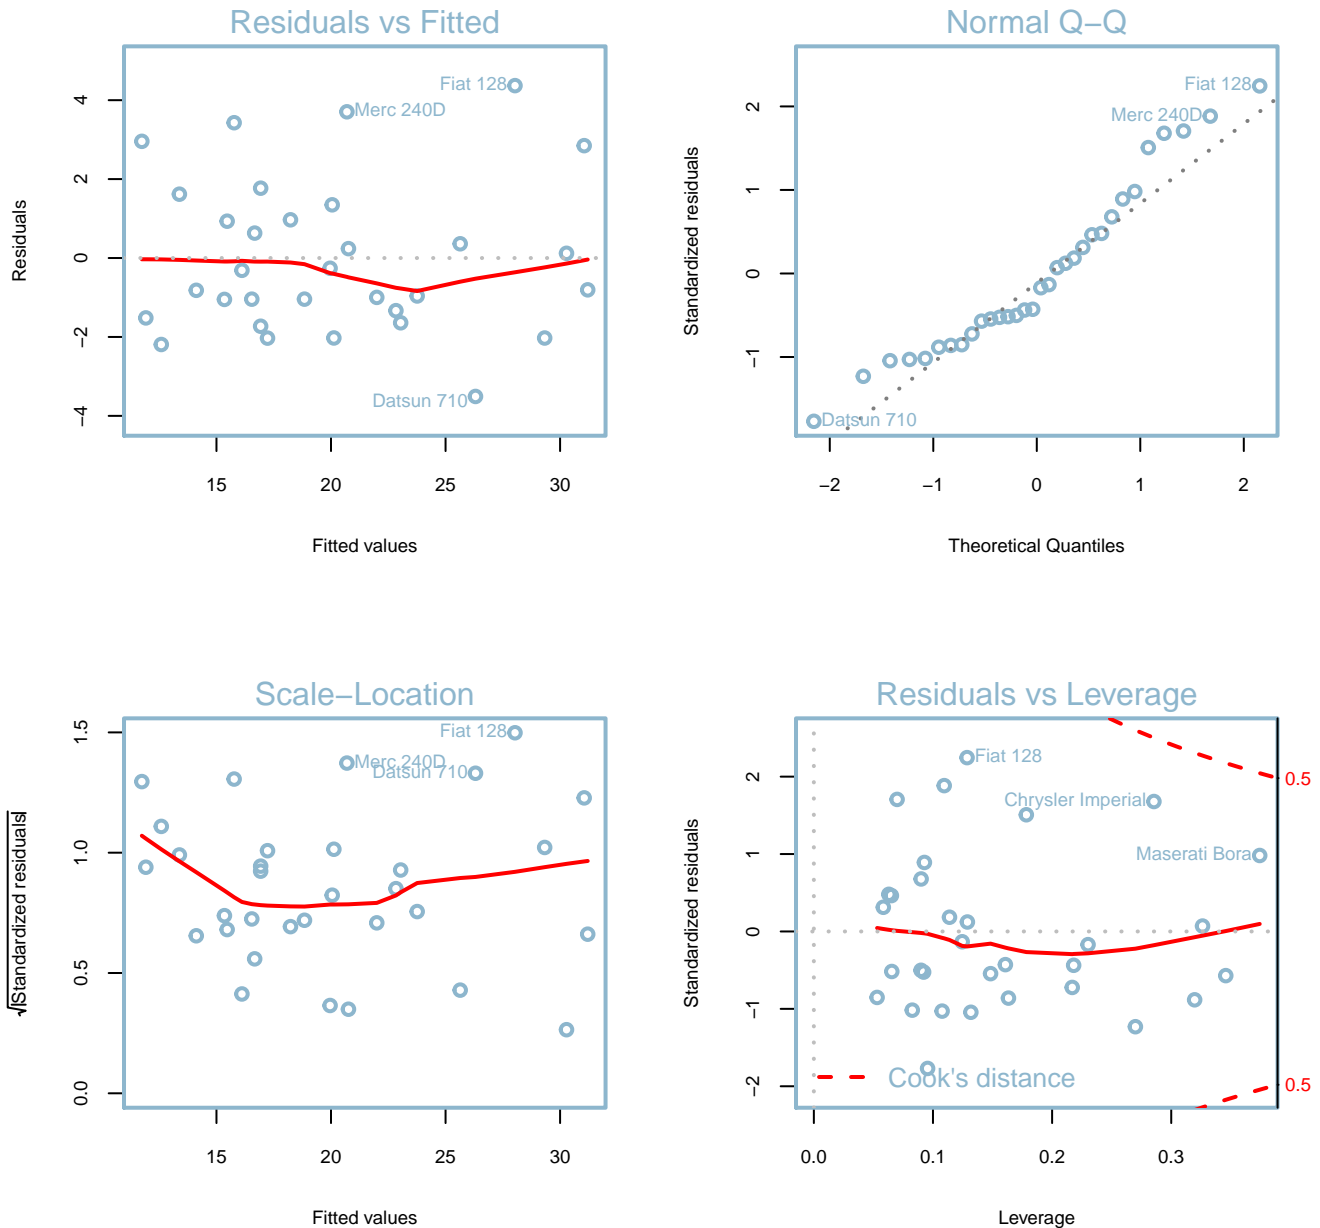 Residuals vs Fitted
Residuals
4
2
0
−2
−4
Fiat 128
Merc 240D
Datsun 710
15
20
25
30
Fitted values
Normal Q−Q
Standardized residuals
2
1
0
−1
Fiat 128
Merc 240D
Datsun 710
−2
−1
0
1
2
Theoretical Quantiles
Scale−Location
√|Standardized residuals|
1.5
1.0
0.5
0.0
Fiat 128
Merc 240D
Datsun 710
15
20
25
30
Fitted values
Residuals vs Leverage
Standardized residuals
2
1
0
−1
−2
Fiat 128
Chrysler Imperial
Maserati Bora
0.5
0.5
Cook's distance
0.0
0.1
0.2
0.3
Leverage